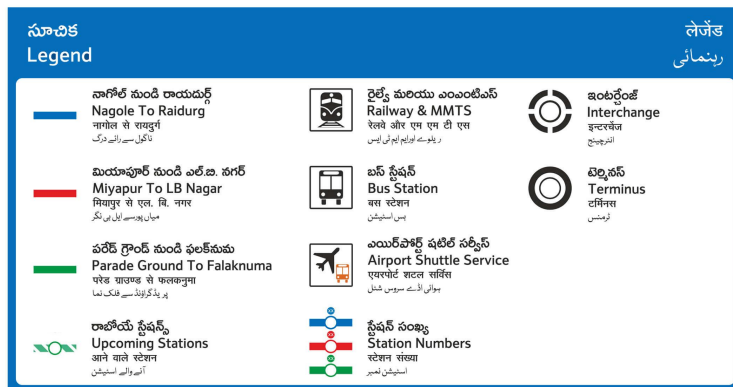 సూచిక
Legend
लेजेंड
رہنمائی
నాగోల్ నుండి రాయదుర్గ్
Nagole To Raidurg
नागोल से रायदुर्ग
ناگول سے رائے درگ
మియాపూర్ నుండి ఎల్.బి. నగర్
Miyapur To LB Nagar
मियापुर से एल. बि. नगर
میاں پور سے ایل بی نگر
పరేడ్ గ్రౌండ్ నుండి ఫలక్‌నుమ
Parade Ground To Falaknuma
परेड ग्राउण्ड से फलकनुमा
پریڈ گراؤنڈ سے فلک نما
రాబోయే స్టేషన్స్
Upcoming Stations
आने वाले स्टेशन
آنے والے اسٹیشن
రైల్వే మరియు ఎంఎంటిఎస్
Railway & MMTS
रेलवे और एम एम टी एस
ریلوے اور ایم ایم ٹی ایس
బస్ స్టేషన్
Bus Station
बस स्टेशन
بس اسٹیشن
ఎయిర్‌పోర్ట్ షటిల్ సర్వీస్
Airport Shuttle Service
एयरपोर्ट शटल सर्विस
ہوائی اڈے سروس شٹل
XX
XX
XX
స్టేషన్ సంఖ్య
Station Numbers
स्टेशन संख्या
اسٹیشن نمبر
ఇంటర్చేంజ్
Interchange
इन्टरचेंज
انٹرچینج
టెర్మినస్
Terminus
टर्मिनस
ٹرمنس